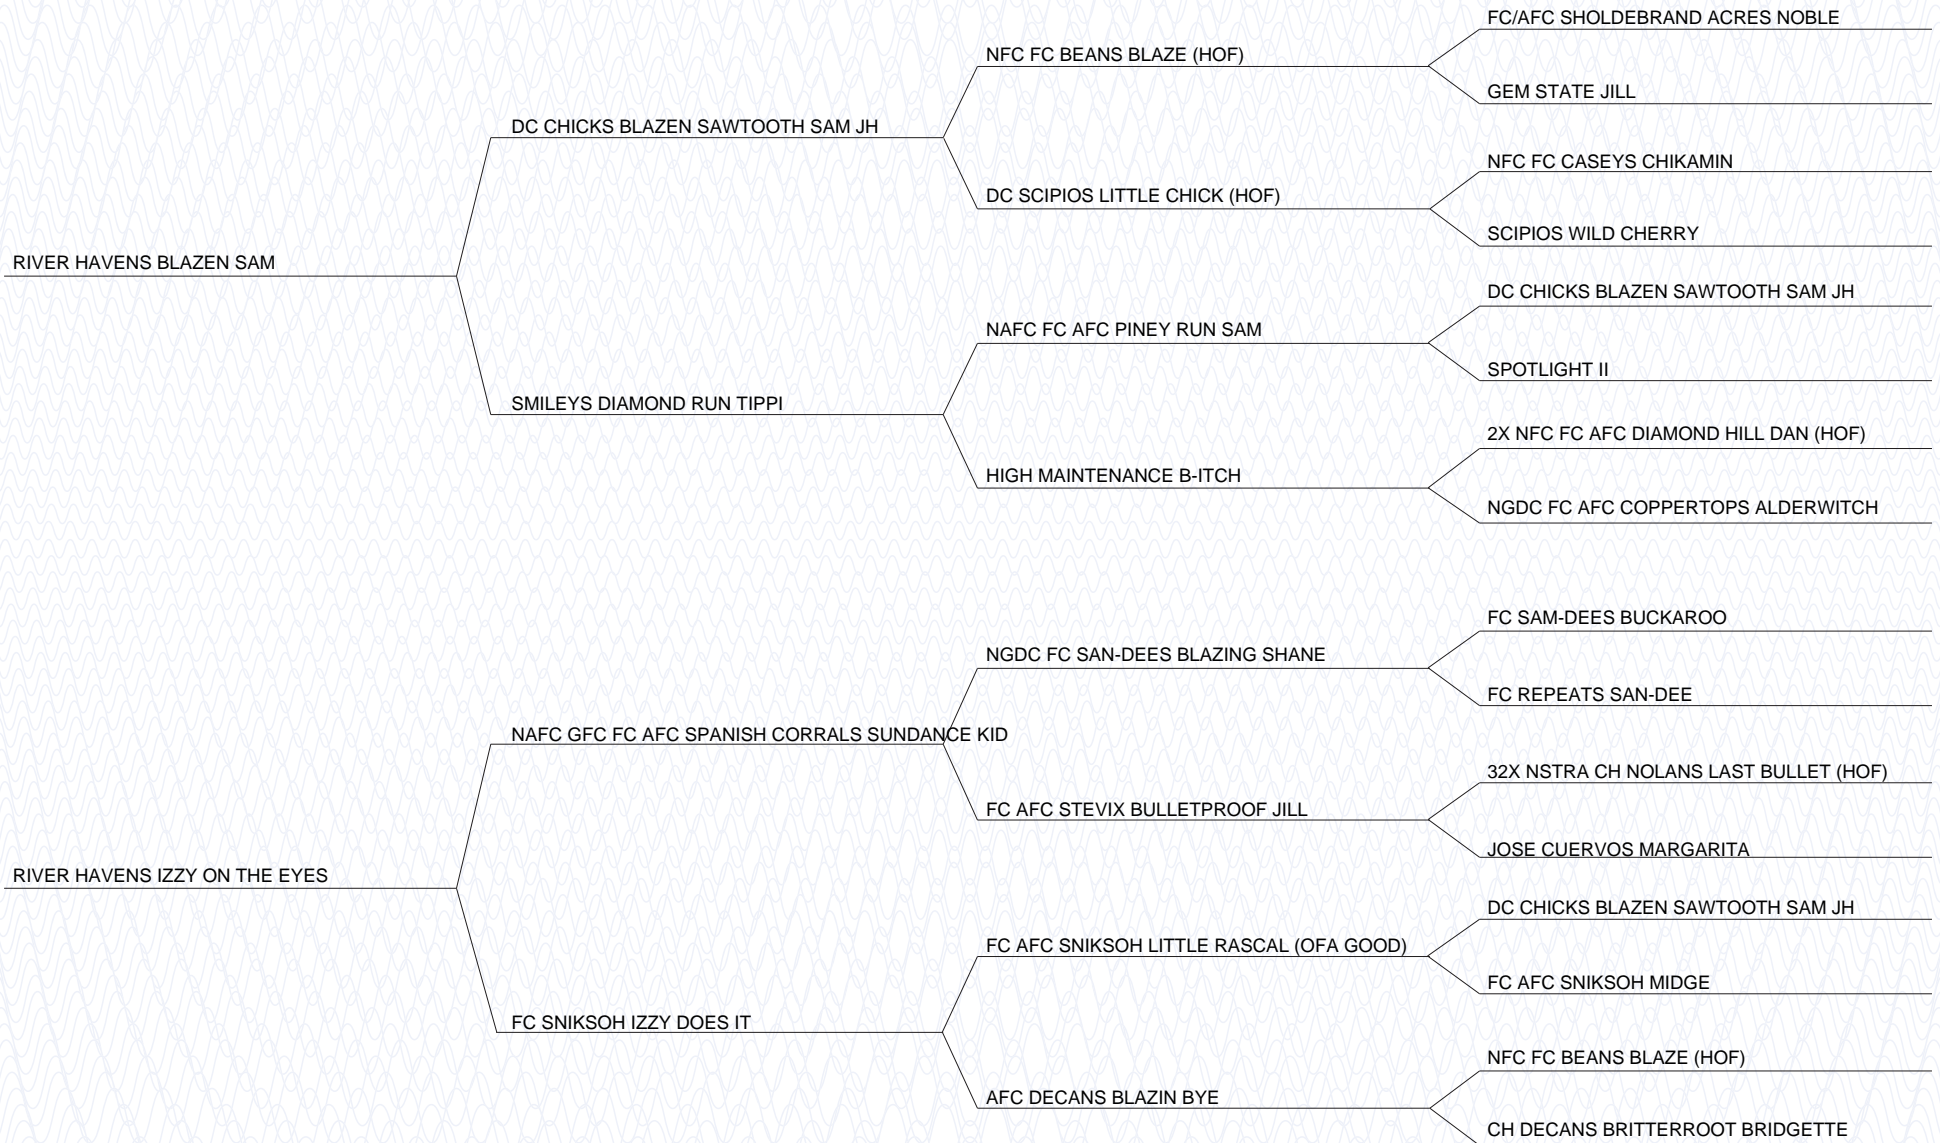 FC/AFC SHOLDEBRAND ACRES NOBLE
NFC FC BEANS BLAZE (HOF)
GEM STATE JILL
DC CHICKS BLAZEN SAWTOOTH SAM JH
NFC FC CASEYS CHIKAMIN
DC SCIPIOS LITTLE CHICK (HOF)
SCIPIOS WILD CHERRY
RIVER HAVENS BLAZEN SAM
DC CHICKS BLAZEN SAWTOOTH SAM JH
NAFC FC AFC PINEY RUN SAM
SPOTLIGHT II
SMILEYS DIAMOND RUN TIPPI
2X NFC FC AFC DIAMOND HILL DAN (HOF)
HIGH MAINTENANCE B-ITCH
NGDC FC AFC COPPERTOPS ALDERWITCH
FC SAM-DEES BUCKAROO
NGDC FC SAN-DEES BLAZING SHANE
FC REPEATS SAN-DEE
NAFC GFC FC AFC SPANISH CORRALS SUNDANCE KID
32X NSTRA CH NOLANS LAST BULLET (HOF)
FC AFC STEVIX BULLETPROOF JILL
JOSE CUERVOS MARGARITA
RIVER HAVENS IZZY ON THE EYES
DC CHICKS BLAZEN SAWTOOTH SAM JH
FC AFC SNIKSOH LITTLE RASCAL (OFA GOOD)
FC AFC SNIKSOH MIDGE
FC SNIKSOH IZZY DOES IT
NFC FC BEANS BLAZE (HOF)
AFC DECANS BLAZIN BYE
CH DECANS BRITTERROOT BRIDGETTE